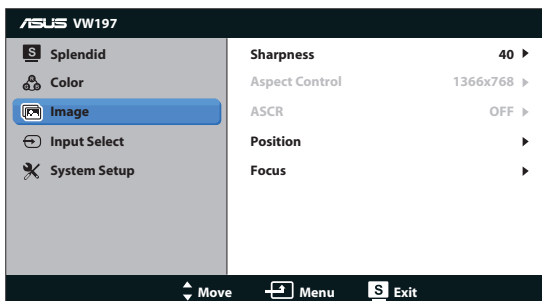 ASUS VW197
S Splendid
Color
Image
Input Select
System Setup
Sharpness 40
Aspect Control 1366x768
ASCR OFF
Position
Focus
Move Menu S Exit